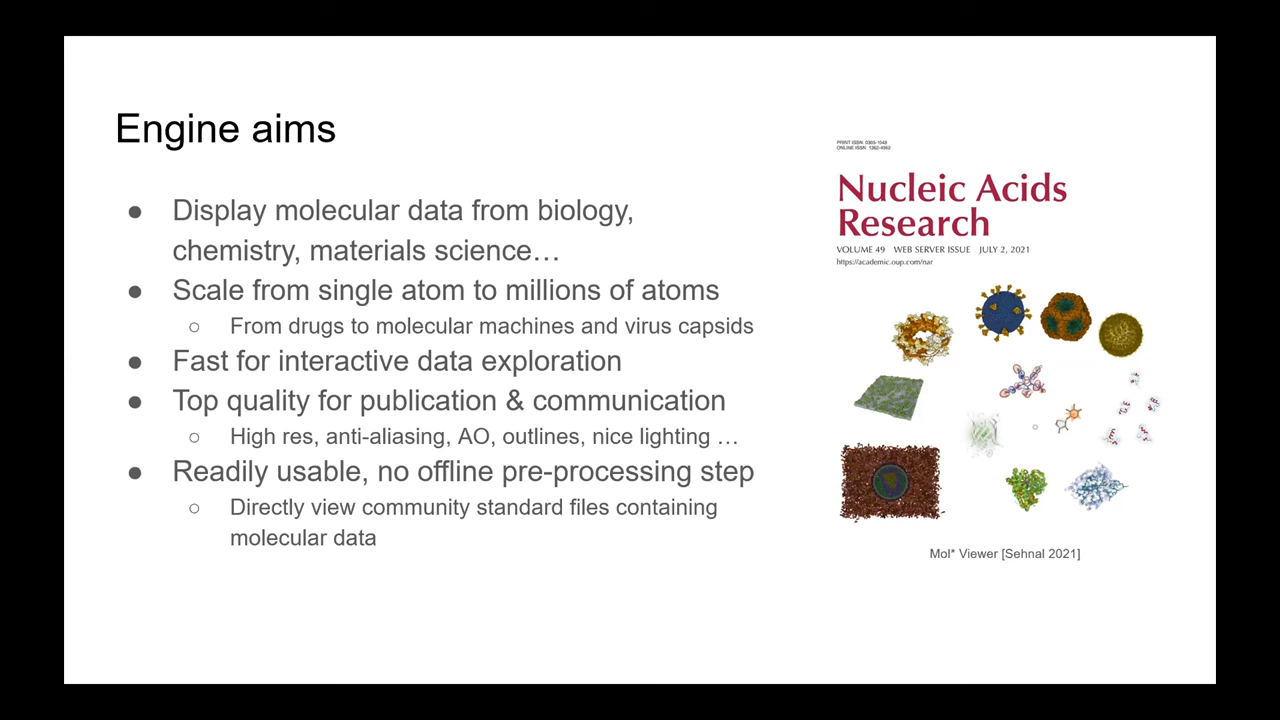 Engine aims
● Display molecular data from biology,
chemistry, materials science…
● Scale from single atom to millions of atoms
○ From drugs to molecular machines and virus capsids
● Fast for interactive data exploration
● Top quality for publication & communication
○ High res, anti-aliasing, AO, outlines, nice lighting …
● Readily usable, no offline pre-processing step
○ Directly view community standard files containing
molecular data
PRINT ISSN: 0305-1048
ONLINE ISSN: 1362-4962
Nucleic Acids
Research
VOLUME 49 WEB SERVER ISSUE JULY 2, 2021
https://academic.oup.com/nar
Mol* Viewer [Sehnal 2021]